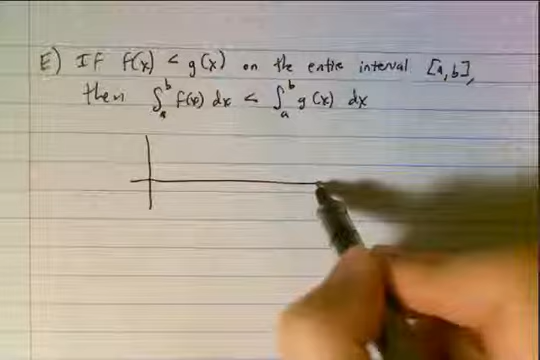 E) IF f(x) < g(x) on the entire interval [a,b],
then ∫ₐᵇ f(x) dx < ∫ₐᵇ g(x) dx